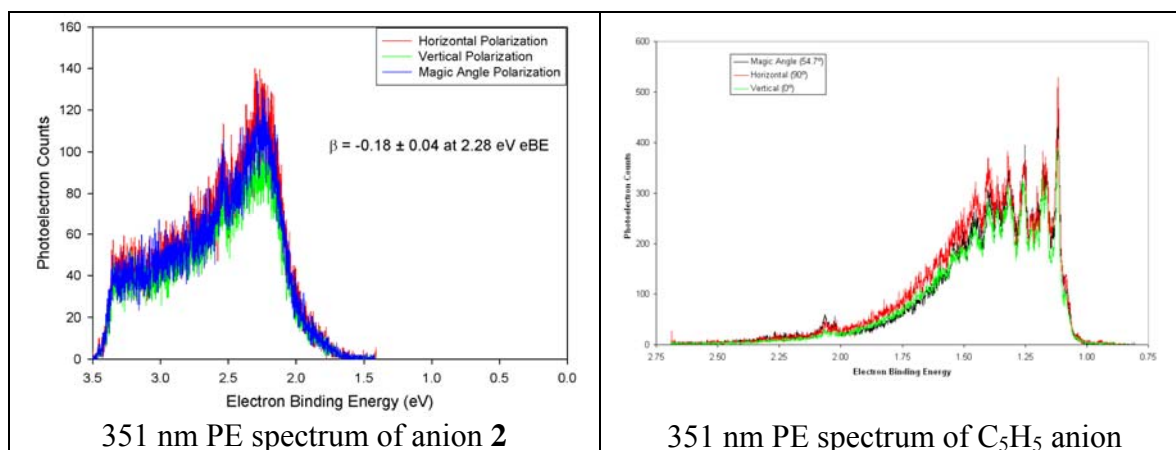 160
140
120
100
80
60
40
20
0
Photoelectron Counts
Horizontal Polarization
Vertical Polarization
Magic Angle Polarization
β = -0.18 ± 0.04 at 2.28 eV eBE
3.5 3.0 2.5 2.0 1.5 1.0 0.5 0.0
Electron Binding Energy (eV)
351 nm PE spectrum of anion 2
600
500
400
300
200
100
0
Photoelectron Counts
Magic Angle (54.7º)
Horizontal (90º)
Vertical (0º)
2.75 2.50 2.25 2.00 1.75 1.50 1.25 1.00 0.75
Electron Binding Energy
351 nm PE spectrum of C₅H₅ anion